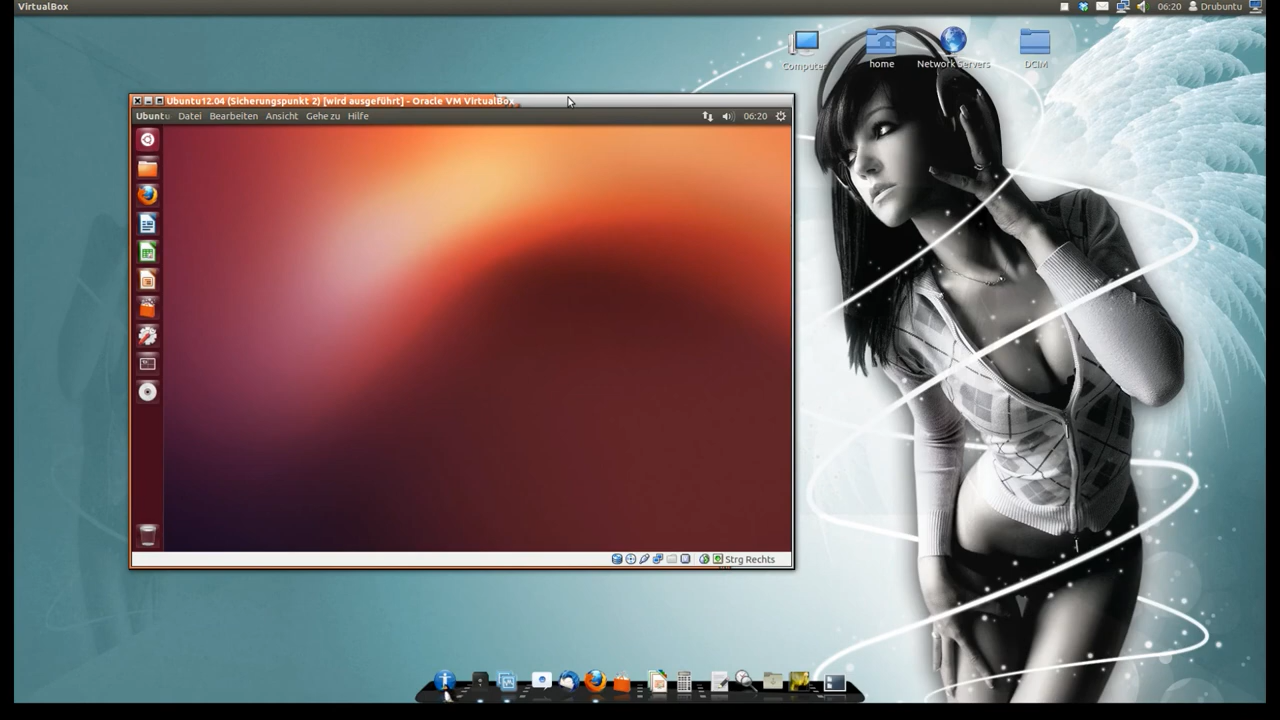 VirtualBox
06:20 Drubuntu
Computer
home
Network Servers
DCIM
Ubuntu12.04 (Sicherungspunkt 2) [wird ausgeführt] - Oracle VM VirtualBox
Ubuntu Datei Bearbeiten Ansicht Gehe zu Hilfe
06:20
Strg Rechts